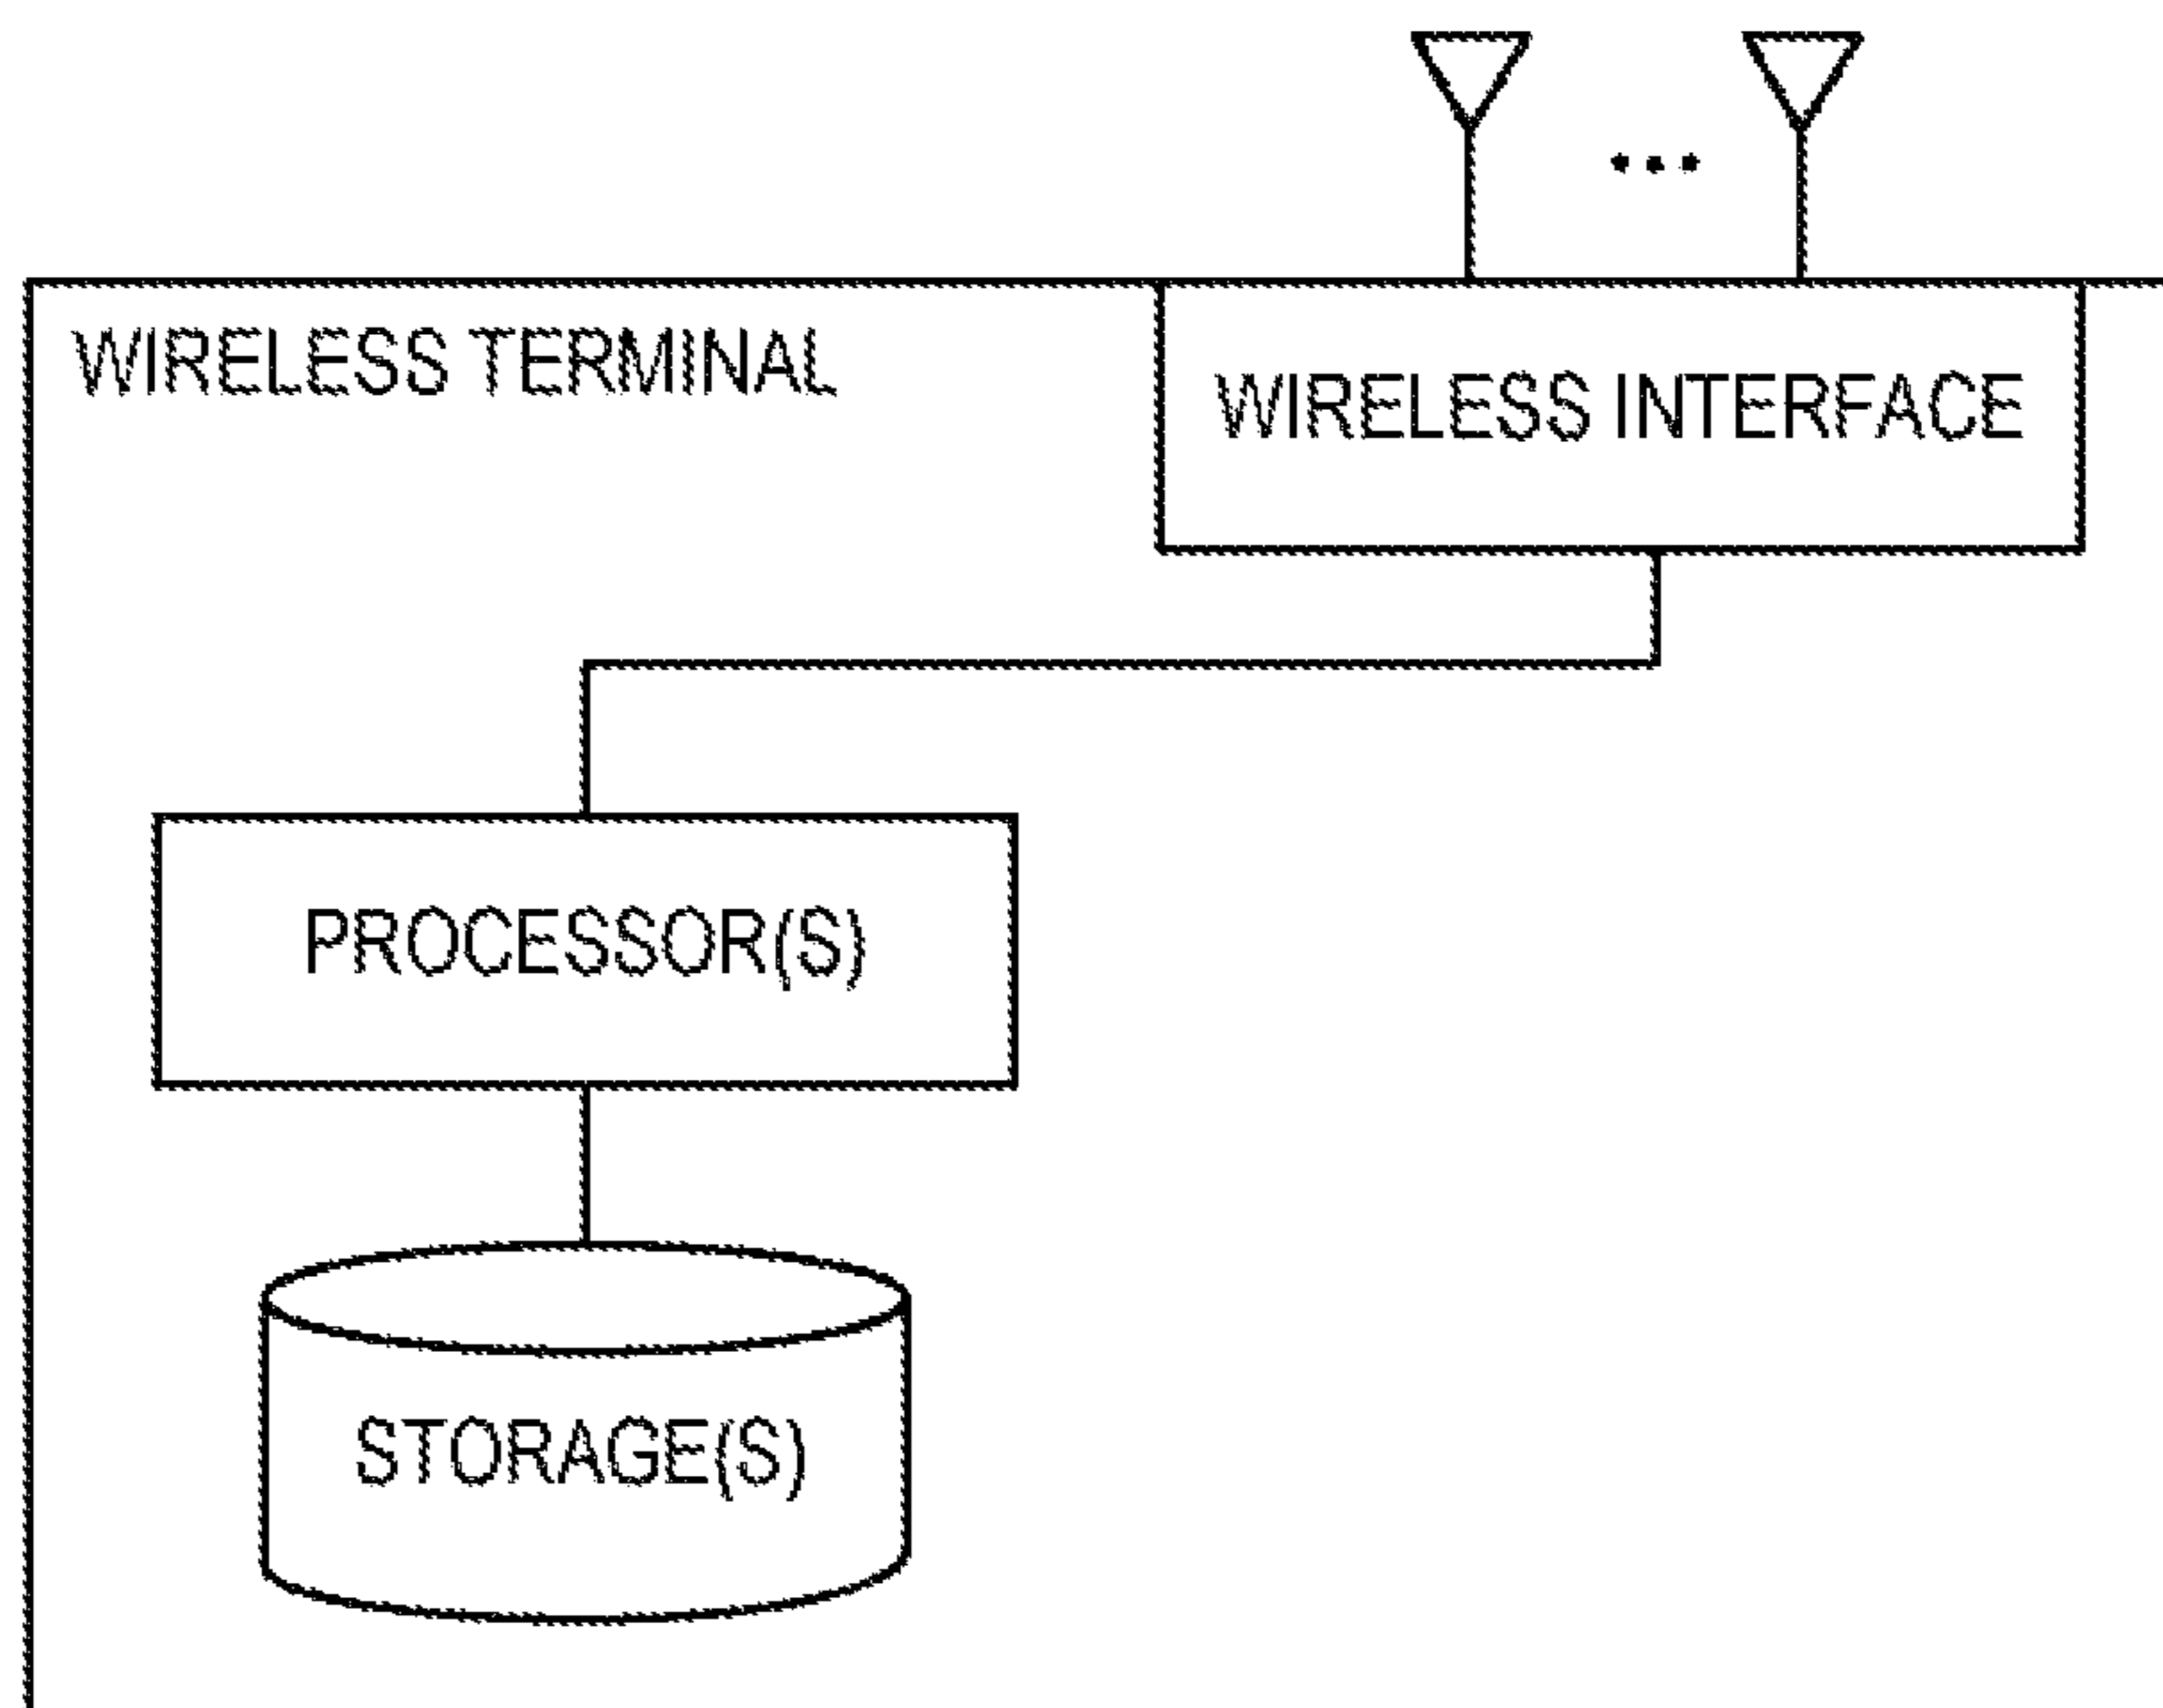 WIRELESS TERMINAL
WIRELESS INTERFACE
PROCESSOR(S)
STORAGE(S)